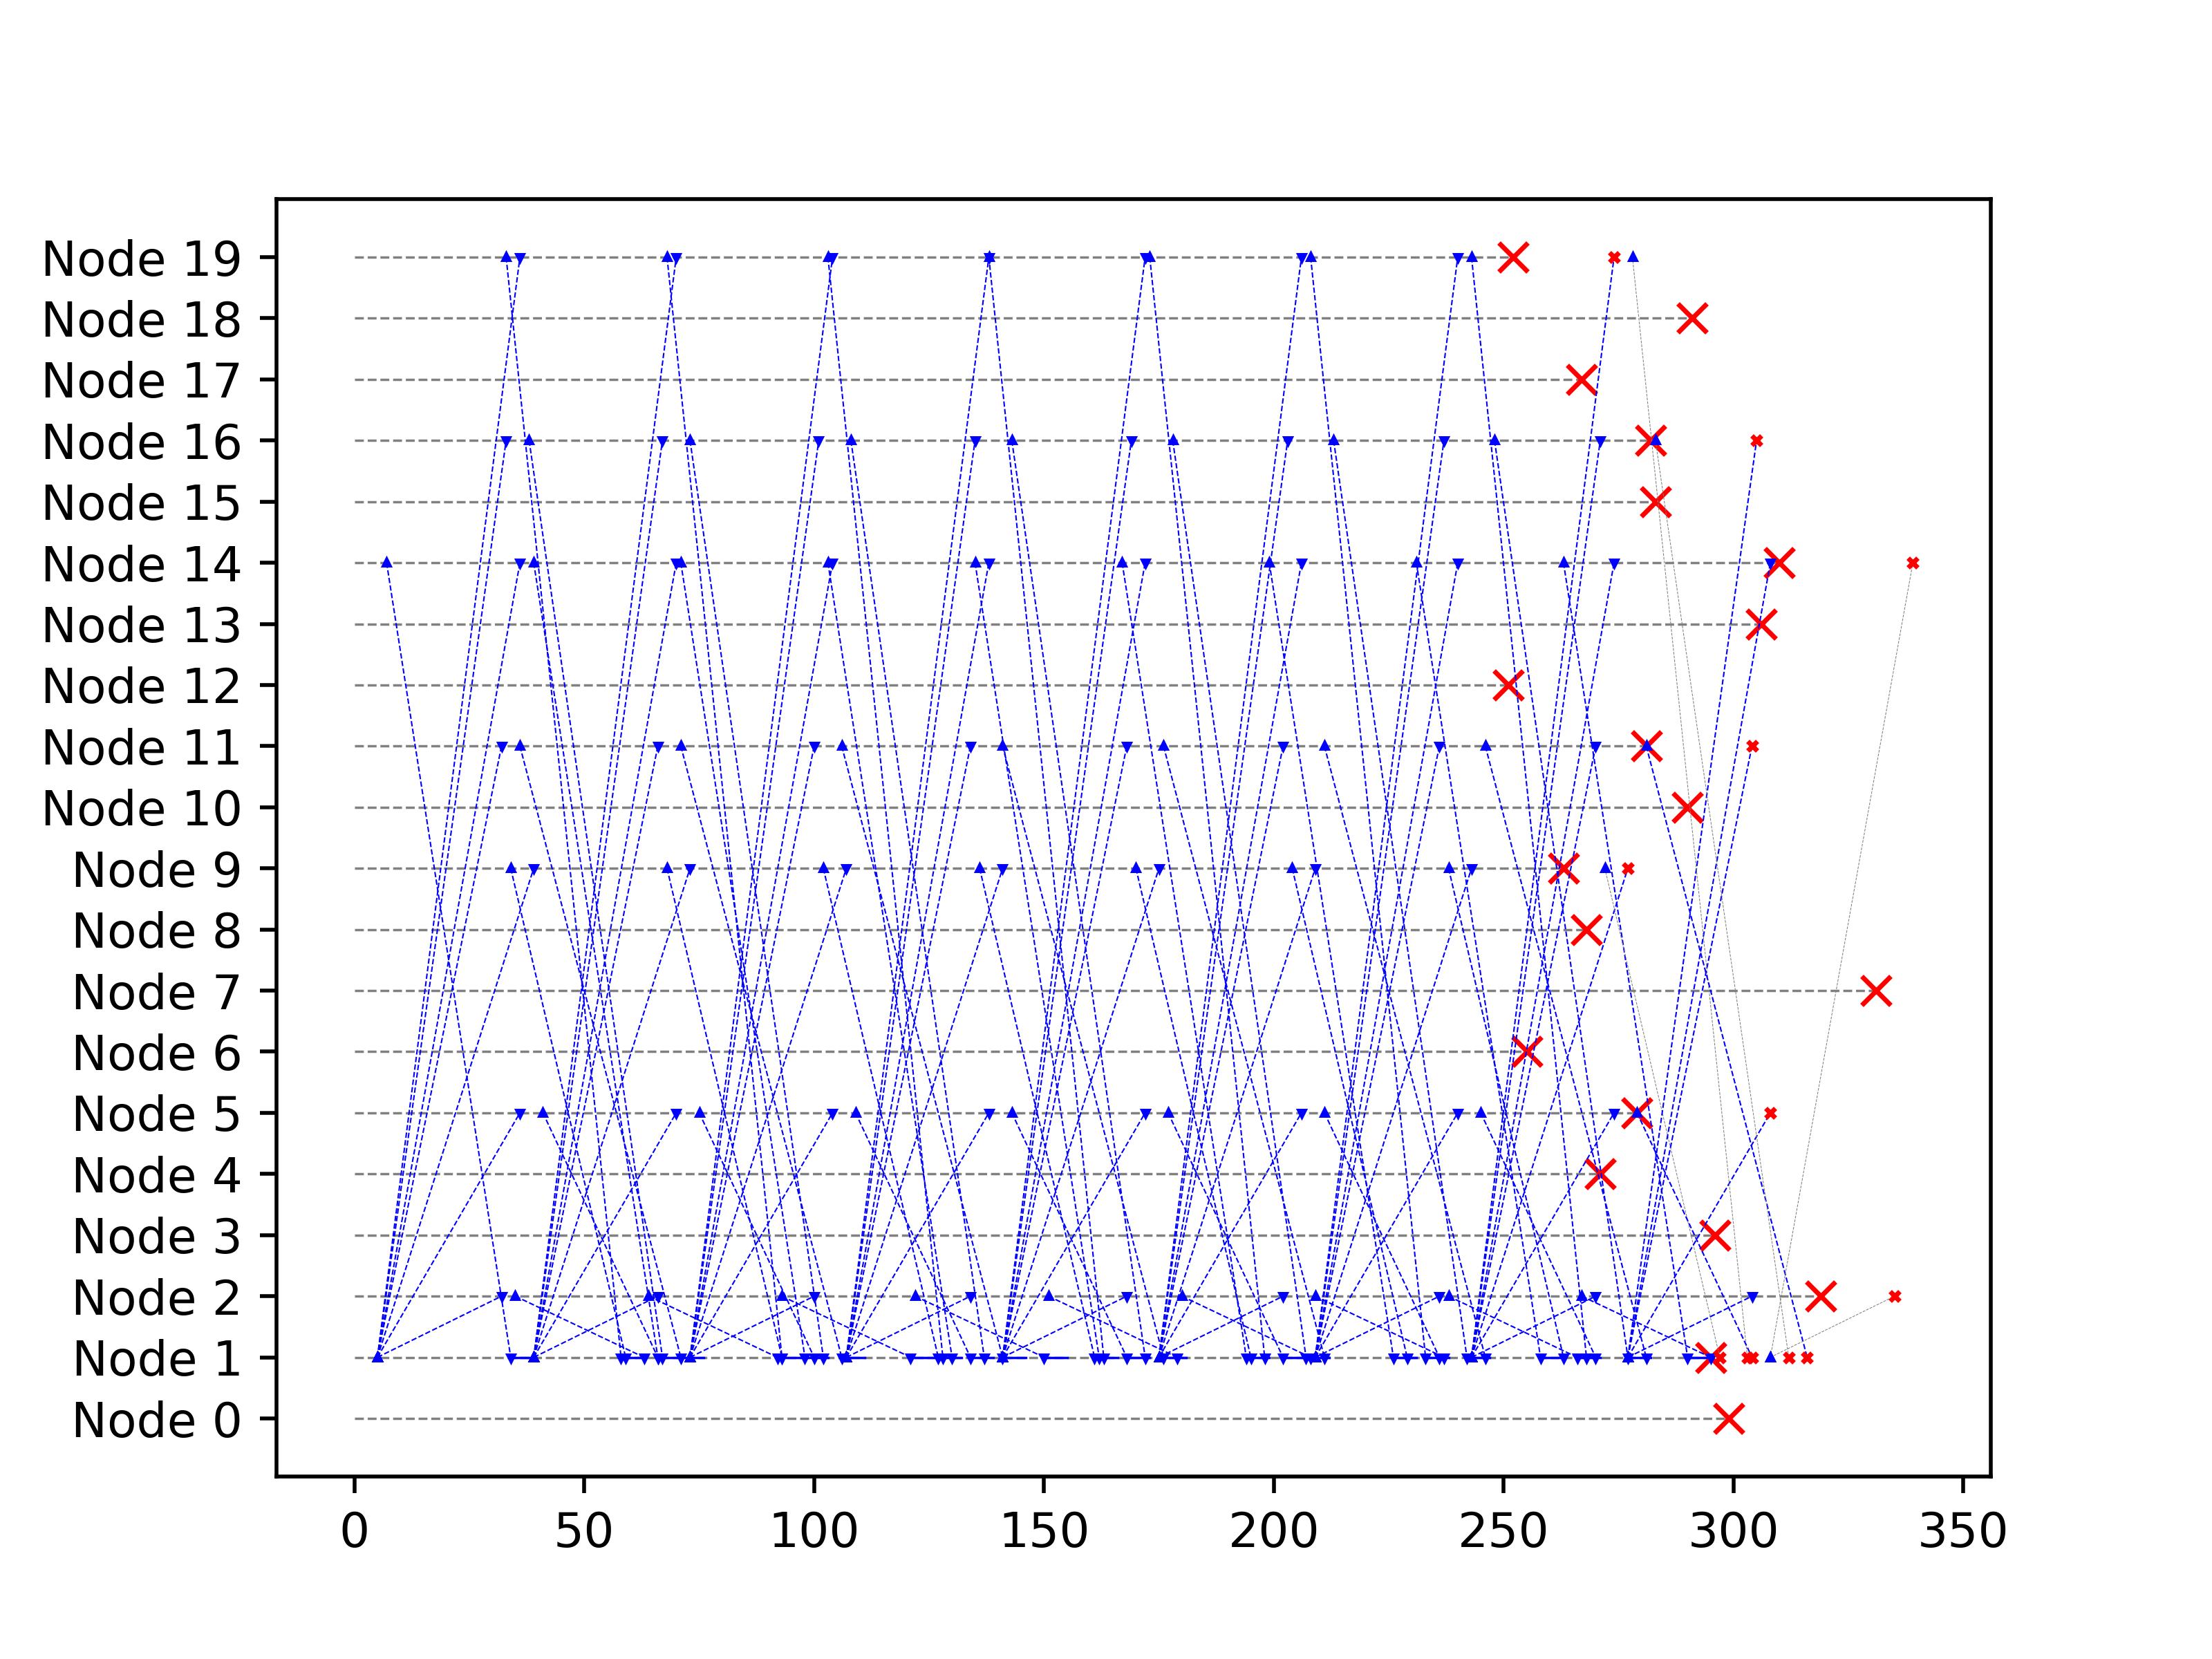 Node 19
Node 18
Node 17
Node 16
Node 15
Node 14
Node 13
Node 12
Node 11
Node 10
Node 9
Node 8
Node 7
Node 6
Node 5
Node 4
Node 3
Node 2
Node 1
Node 0
0 50 100 150 200 250 300 350